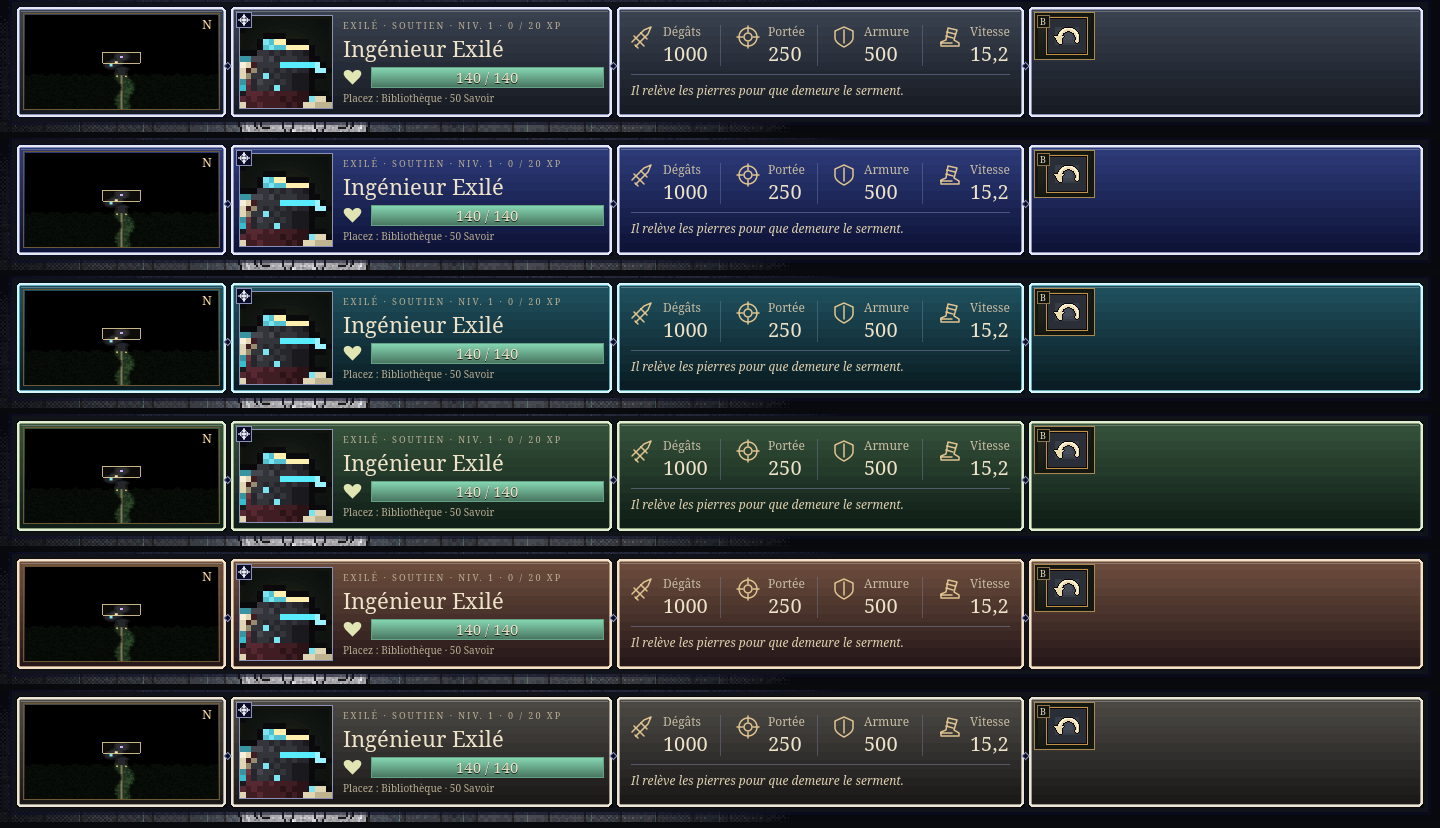 N
EXILÉ · SOUTIEN · NIV. 1 · 0 / 20 XP
Ingénieur Exilé
140 / 140
Placez : Bibliothèque · 50 Savoir
Dégâts Portée Armure Vitesse
1000 250 500 15,2
Il relève les pierres pour que demeure le serment.
B
N
EXILÉ · SOUTIEN · NIV. 1 · 0 / 20 XP
Ingénieur Exilé
140 / 140
Placez : Bibliothèque · 50 Savoir
Dégâts Portée Armure Vitesse
1000 250 500 15,2
Il relève les pierres pour que demeure le serment.
B
N
EXILÉ · SOUTIEN · NIV. 1 · 0 / 20 XP
Ingénieur Exilé
140 / 140
Placez : Bibliothèque · 50 Savoir
Dégâts Portée Armure Vitesse
1000 250 500 15,2
Il relève les pierres pour que demeure le serment.
B
N
EXILÉ · SOUTIEN · NIV. 1 · 0 / 20 XP
Ingénieur Exilé
140 / 140
Placez : Bibliothèque · 50 Savoir
Dégâts Portée Armure Vitesse
1000 250 500 15,2
Il relève les pierres pour que demeure le serment.
B
N
EXILÉ · SOUTIEN · NIV. 1 · 0 / 20 XP
Ingénieur Exilé
140 / 140
Placez : Bibliothèque · 50 Savoir
Dégâts Portée Armure Vitesse
1000 250 500 15,2
Il relève les pierres pour que demeure le serment.
B
N
EXILÉ · SOUTIEN · NIV. 1 · 0 / 20 XP
Ingénieur Exilé
140 / 140
Placez : Bibliothèque · 50 Savoir
Dégâts Portée Armure Vitesse
1000 250 500 15,2
Il relève les pierres pour que demeure le serment.
B